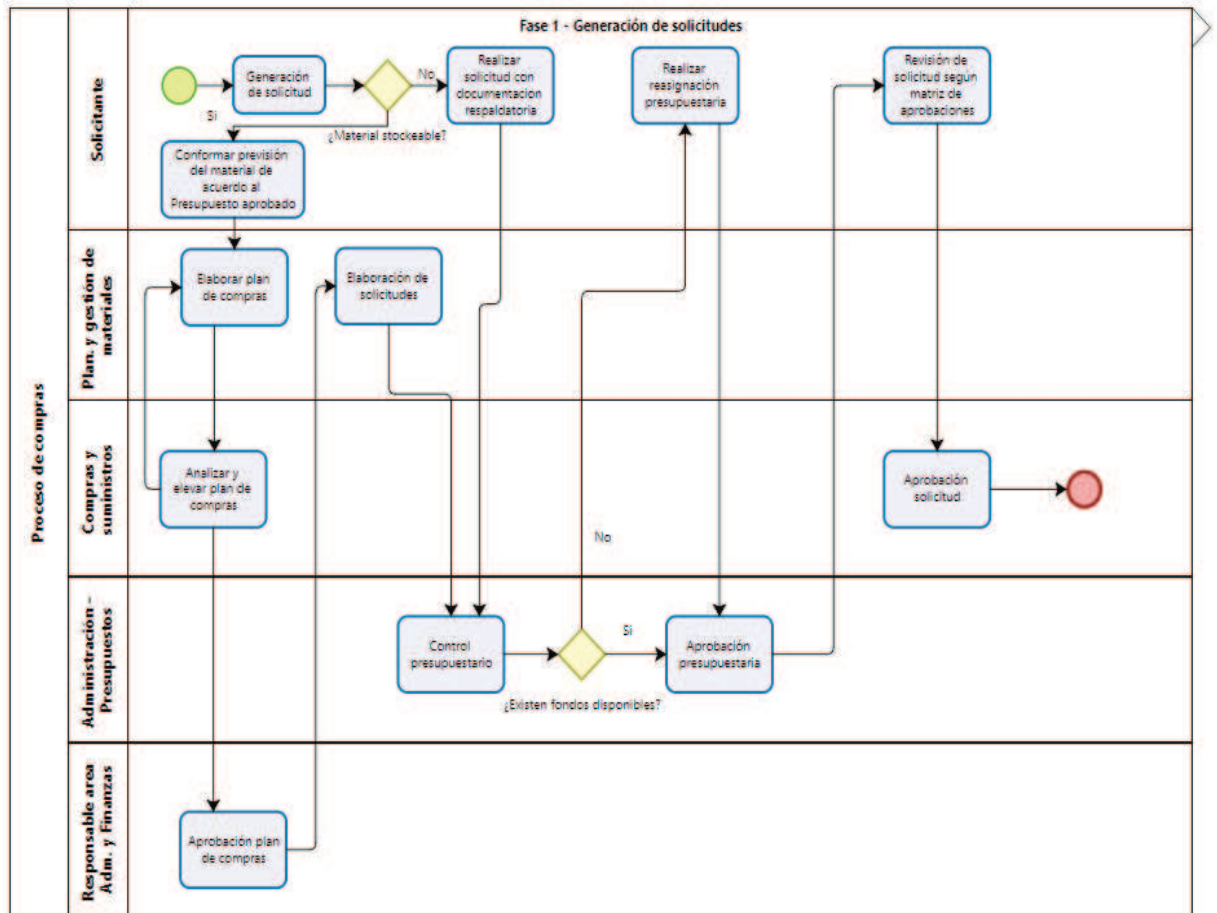 Fase 1 - Generación de solicitudes
Proceso de compras
Solicitante
Generación
de solicitud
No
Si
¿Material stockeable?
Realizar
solicitud con
documentacion
respaldatoria
Realizar
reasignación
presupuestaria
Revisión de
solicitud según
matriz de
aprobaciones
Conformar previsión
del material de
acuerdo al
Presupuesto aprobado
Plan. y gestión de
materiales
Elaborar plan
de compras
Elaboración de
solicitudes
Compras y
suministros
Analizar y
elevar plan de
compras
Aprobación
solicitud
No
Administración -
Presupuestos
Control
presupuestario
Si
¿Existen fondos disponibles?
Aprobación
presupuestaria
Responsable area
Adm. y Finanzas
Aprobación plan
de compras